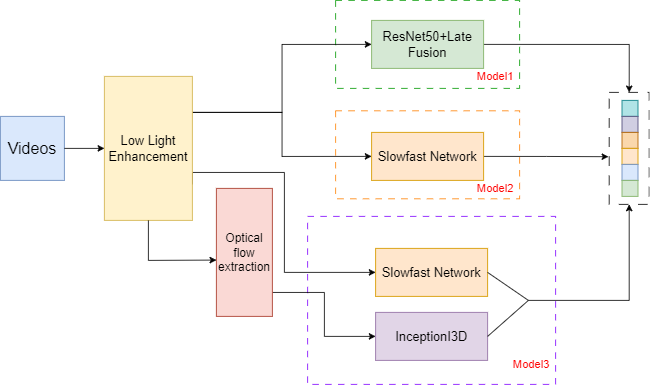 ResNet50+Late
Fusion
Model1
Videos
Low Light
Enhancement
Slowfast Network
Model2
Optical
flow
extraction
Slowfast Network
InceptionI3D
Model3